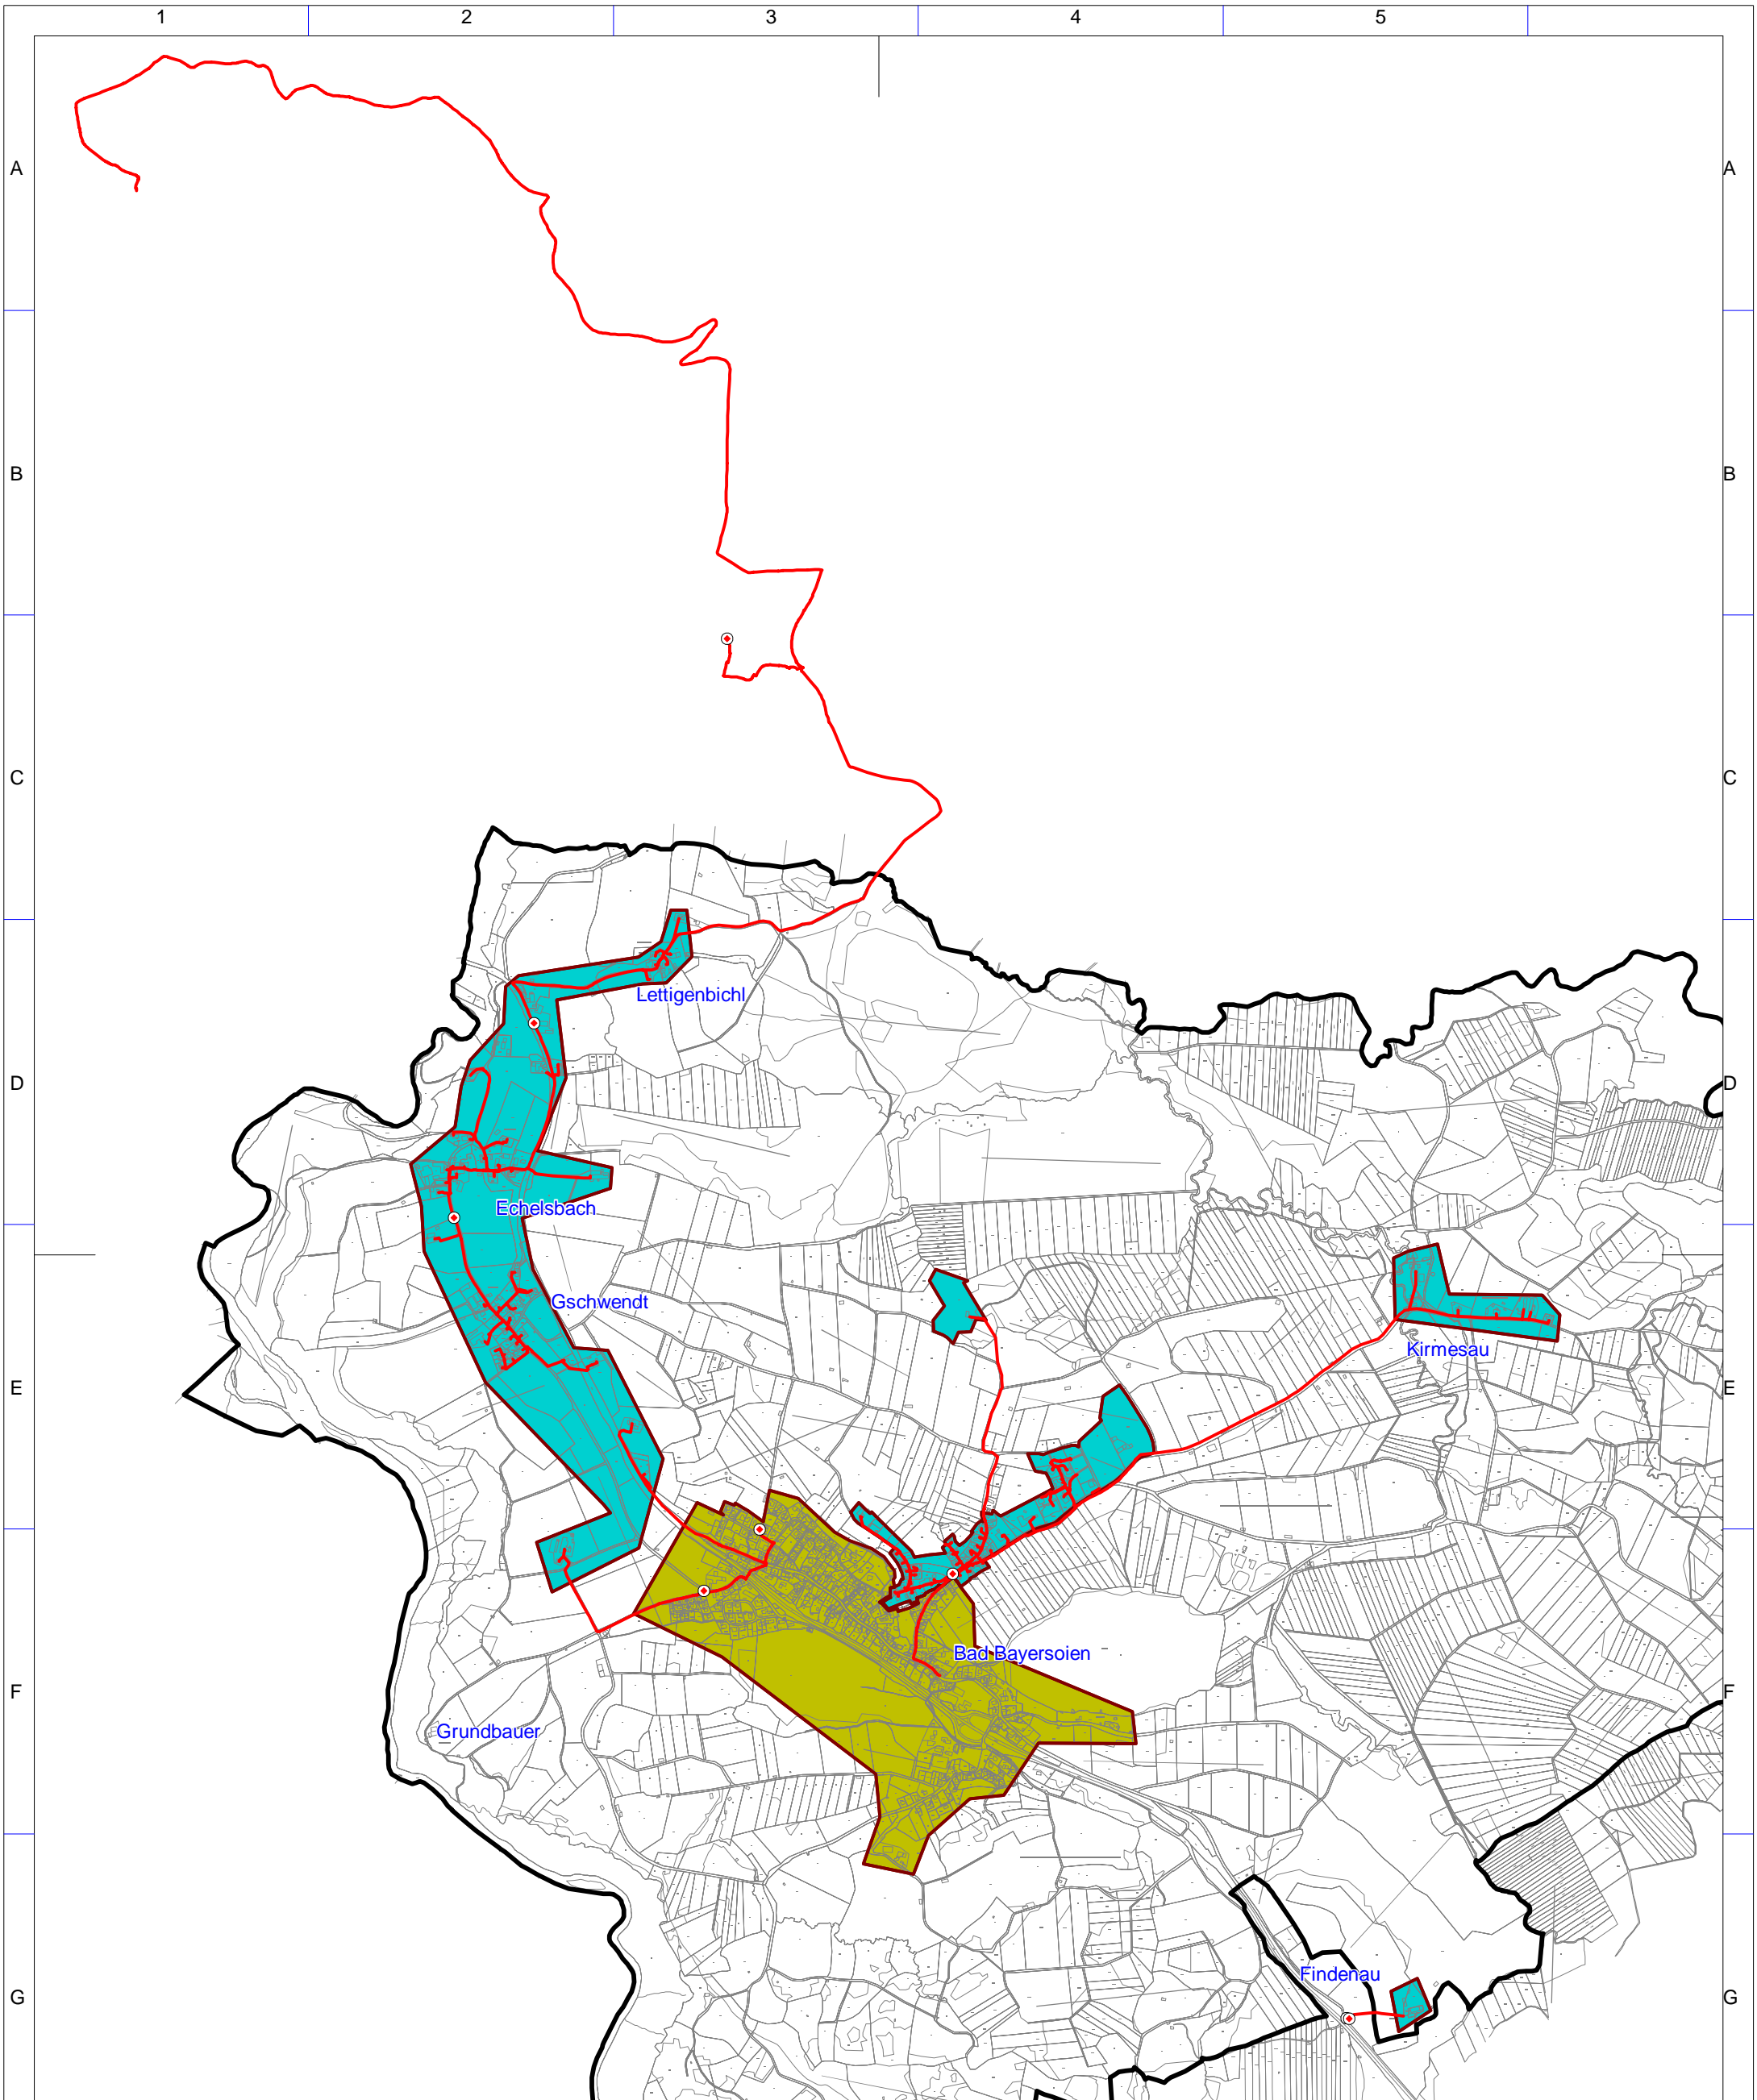 1 2 3 4 5
A A
B B
C C
Lettigenbichl
D D
Echelsbach
Gschwendt
Kirmesau
E E
Bad Bayersoien
F F
Grundbauer
Findenau
G G